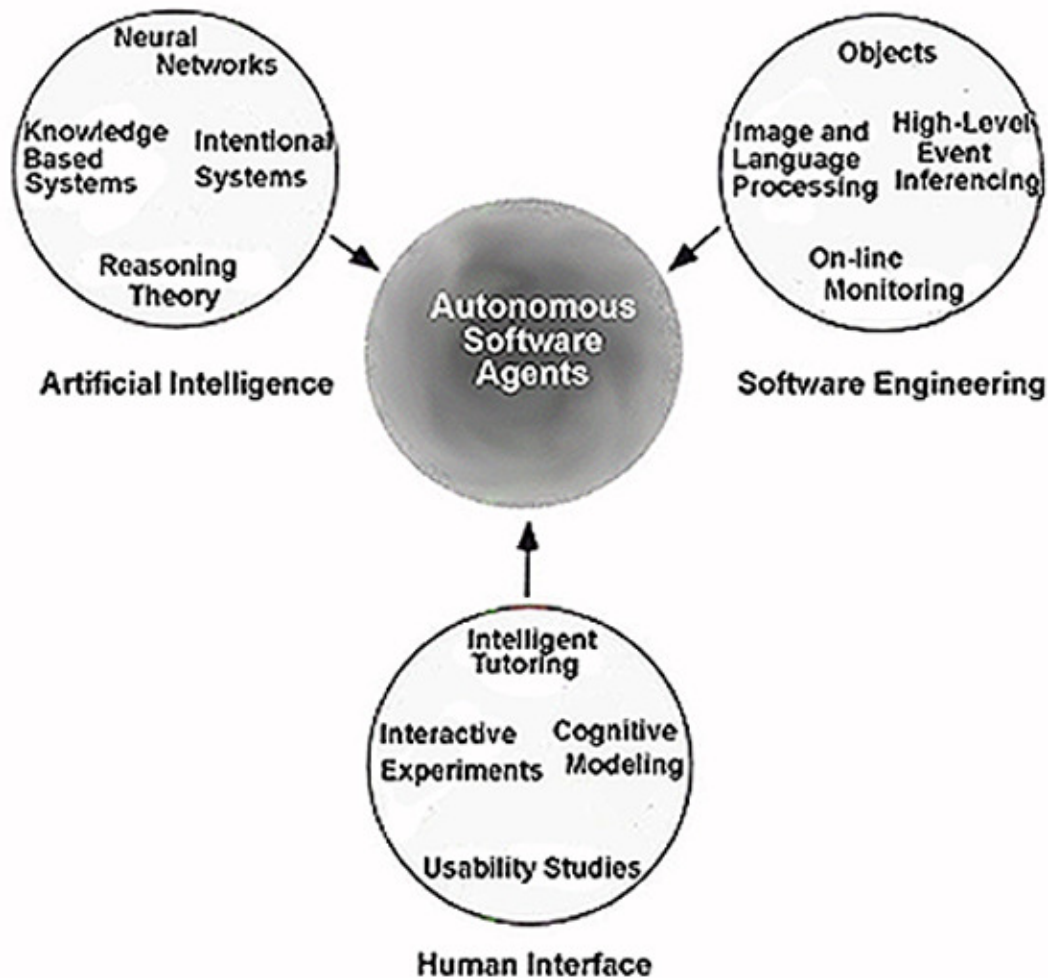 Neural
Networks
Knowledge
Based
Systems
Intentional
Systems
Reasoning
Theory
Artificial Intelligence
Objects
Image and
Language
Processing
High-Level
Event
Inferencing
On-line
Monitoring
Software Engineering
Autonomous
Software
Agents
Intelligent
Tutoring
Interactive
Experiments
Cognitive
Modeling
Usability Studies
Human Interface